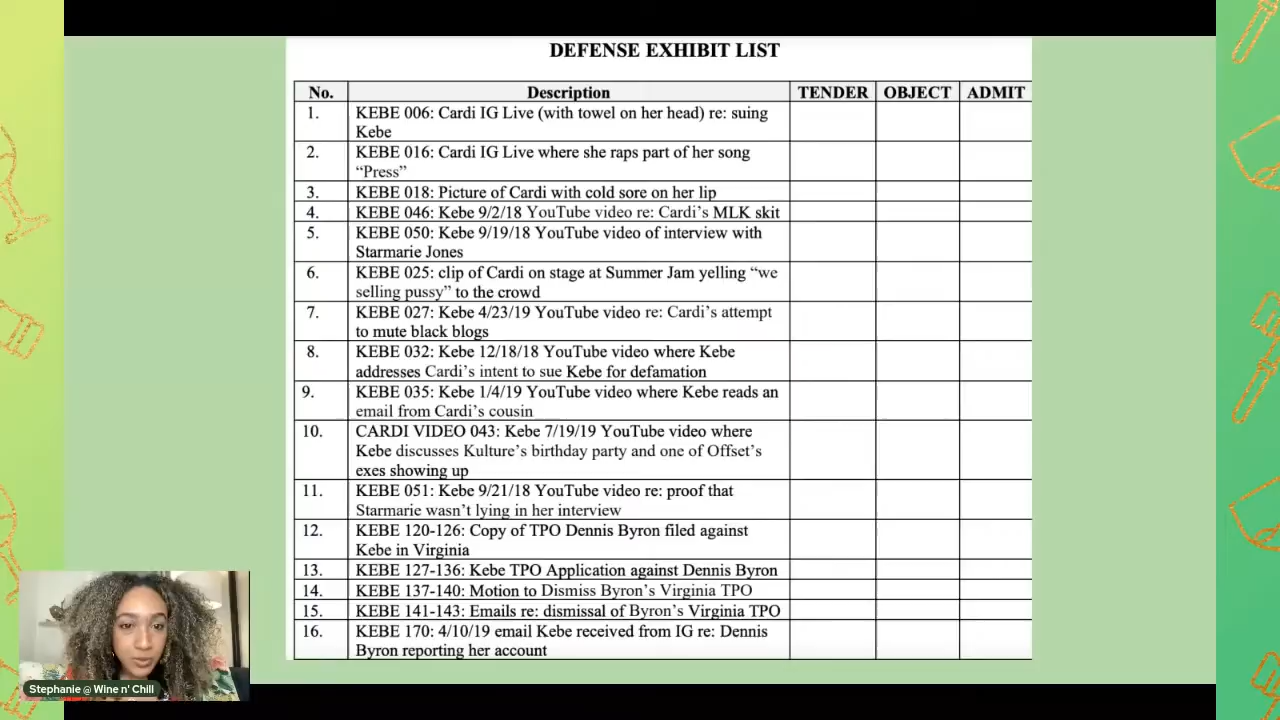 DEFENSE EXHIBIT LIST
No. Description TENDER OBJECT ADMIT
1. KEBE 006: Cardi IG Live (with towel on her head) re: suing
Kebe
2. KEBE 016: Cardi IG Live where she raps part of her song
“Press”
3. KEBE 018: Picture of Cardi with cold sore on her lip
4. KEBE 046: Kebe 9/2/18 YouTube video re: Cardi’s MLK skit
5. KEBE 050: Kebe 9/19/18 YouTube video of interview with
Starmarie Jones
6. KEBE 025: clip of Cardi on stage at Summer Jam yelling “we
selling pussy” to the crowd
7. KEBE 027: Kebe 4/23/19 YouTube video re: Cardi’s attempt
to mute black blogs
8. KEBE 032: Kebe 12/18/18 YouTube video where Kebe
addresses Cardi’s intent to sue Kebe for defamation
9. KEBE 035: Kebe 1/4/19 YouTube video where Kebe reads an
email from Cardi’s cousin
10. CARDI VIDEO 043: Kebe 7/19/19 YouTube video where
Kebe discusses Kulture’s birthday party and one of Offset’s
exes showing up
11. KEBE 051: Kebe 9/21/18 YouTube video re: proof that
Starmarie wasn’t lying in her interview
12. KEBE 120-126: Copy of TPO Dennis Byron filed against
Kebe in Virginia
13. KEBE 127-136: Kebe TPO Application against Dennis Byron
14. KEBE 137-140: Motion to Dismiss Byron’s Virginia TPO
15. KEBE 141-143: Emails re: dismissal of Byron’s Virginia TPO
16. KEBE 170: 4/10/19 email Kebe received from IG re: Dennis
Byron reporting her account
Stephanie @ Wine n' Chill